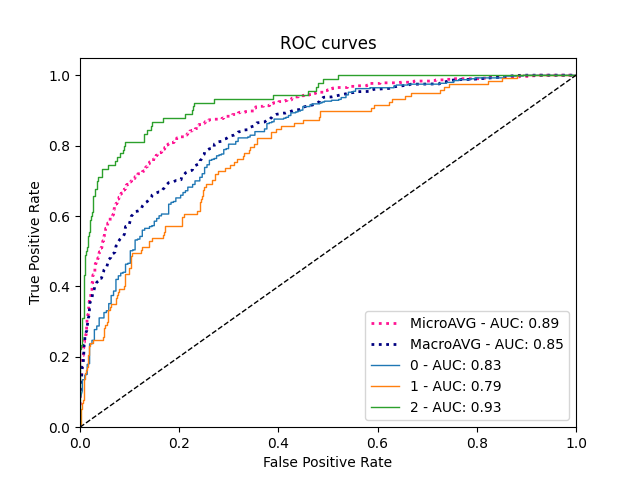 ROC curves
True Positive Rate
1.0
0.8
0.6
0.4
0.2
0.0
MicroAVG - AUC: 0.89
MacroAVG - AUC: 0.85
0 - AUC: 0.83
1 - AUC: 0.79
2 - AUC: 0.93
0.0 0.2 0.4 0.6 0.8 1.0
False Positive Rate